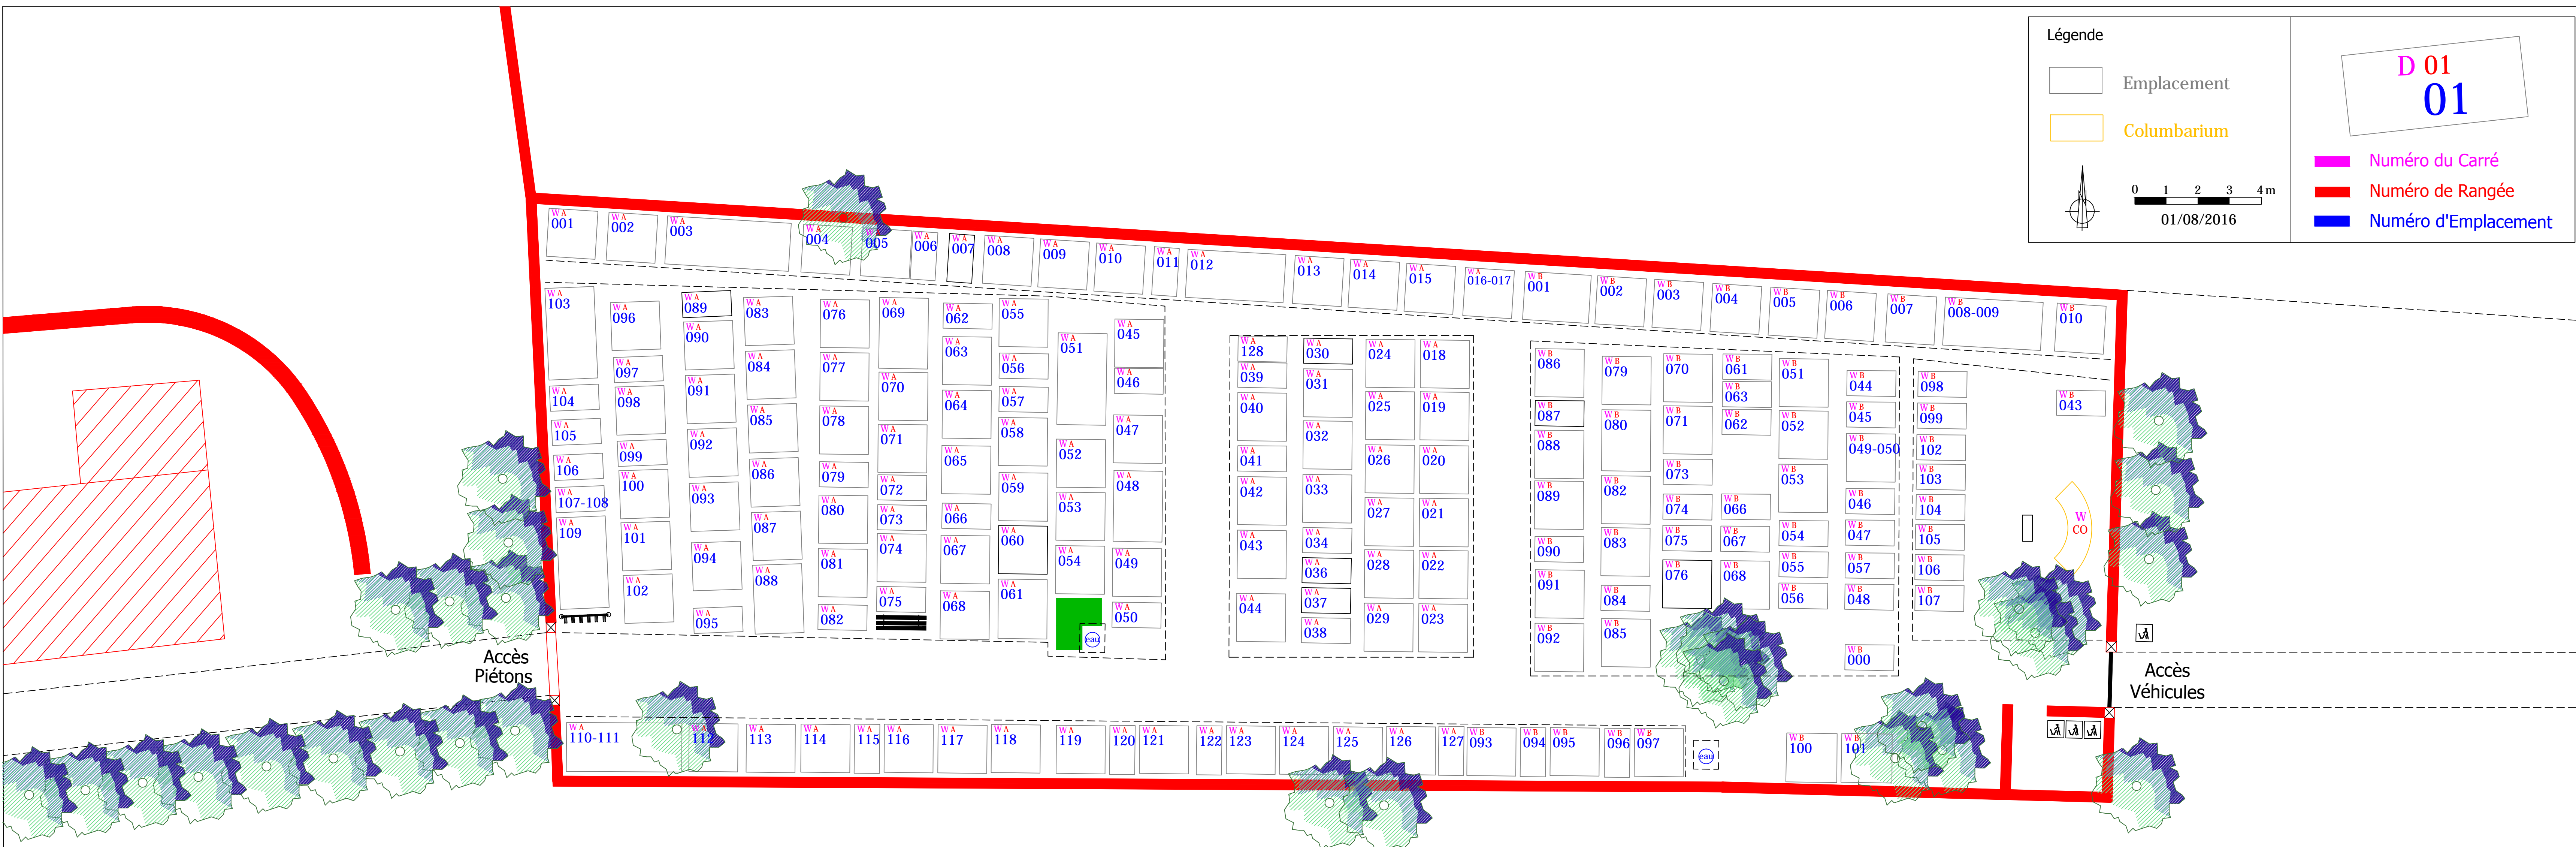 Légende
Emplacement
Columbarium
0 1 2 3 4 m
01/08/2016
D 01
01
Numéro du Carré
Numéro de Rangée
Numéro d'Emplacement
W A 001
W A 002
W A 003
W A 004
W A 005
W A 006
W A 007
W A 008
W A 009
W A 010
W A 011
W A 012
W A 013
W A 014
W A 015
W A 016-017
W B 001
W B 002
W B 003
W B 004
W B 005
W B 006
W B 007
W B 008-009
W B 010
W A 103
W A 104
W A 105
W A 106
W A 107-108
W A 109
W A 096
W A 097
W A 098
W A 099
W A 100
W A 101
W A 102
W A 089
W A 090
W A 091
W A 092
W A 093
W A 094
W A 095
W A 083
W A 084
W A 085
W A 086
W A 087
W A 088
W A 076
W A 077
W A 078
W A 079
W A 080
W A 081
W A 082
W A 069
W A 070
W A 071
W A 072
W A 073
W A 074
W A 075
W A 062
W A 063
W A 064
W A 065
W A 066
W A 067
W A 068
W A 055
W A 056
W A 057
W A 058
W A 059
W A 060
W A 061
W A 051
W A 052
W A 053
W A 054
eau
W A 045
W A 046
W A 047
W A 048
W A 049
W A 050
W A 128
W A 039
W A 040
W A 041
W A 042
W A 043
W A 044
W A 030
W A 031
W A 032
W A 033
W A 034
W A 036
W A 037
W A 038
W A 024
W A 025
W A 026
W A 027
W A 028
W A 029
W A 018
W A 019
W A 020
W A 021
W A 022
W A 023
W B 086
W B 087
W B 088
W B 089
W B 090
W B 091
W B 092
W B 079
W B 080
W B 082
W B 083
W B 084
W B 085
W B 070
W B 071
W B 073
W B 074
W B 075
W B 076
W B 061
W B 063
W B 062
W B 066
W B 067
W B 068
W B 051
W B 052
W B 053
W B 054
W B 055
W B 056
W B 044
W B 045
W B 049-050
W B 046
W B 047
W B 057
W B 048
W B 000
W B 098
W B 099
W B 102
W B 103
W B 104
W B 105
W B 106
W B 107
W B 043
W
CO
Accès
Piétons
Accès
Véhicules
W A 110-111
W A 112
W A 113
W A 114
W A 115
W A 116
W A 117
W A 118
W A 119
W A 120
W A 121
W A 122
W A 123
W A 124
W A 125
W A 126
W A 127
W B 093
W B 094
W B 095
W B 096
W B 097
eau
W B 100
W B 101